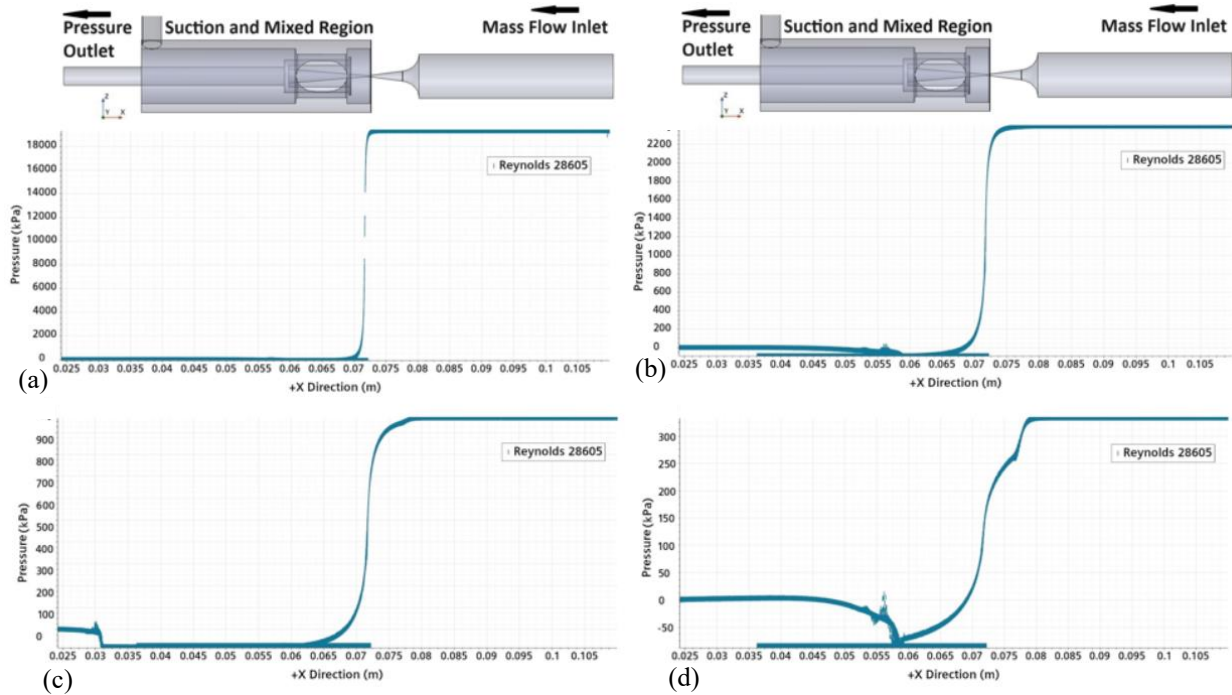 Pressure Outlet
Suction and Mixed Region
Mass Flow Inlet
Z
Y X
Pressure Outlet
Suction and Mixed Region
Mass Flow Inlet
Z
Y X
18000
16000
14000
12000
10000
8000
6000
4000
2000
0
Pressure (kPa)
Reynolds 28605
0.025 0.03 0.035 0.04 0.045 0.05 0.055 0.06 0.065 0.07 0.075 0.08 0.085 0.09 0.095 0.1 0.105
+X Direction (m)
(a)
2200
2000
1800
1600
1400
1200
1000
800
600
400
200
0
Pressure (kPa)
Reynolds 28605
0.025 0.03 0.035 0.04 0.045 0.05 0.055 0.06 0.065 0.07 0.075 0.08 0.085 0.09 0.095 0.1 0.105
+X Direction (m)
(b)
900
800
700
600
600
400
300
200
100
0
Pressure (kPa)
Reynolds 28605
0.025 0.03 0.035 0.04 0.045 0.05 0.055 0.06 0.065 0.07 0.075 0.08 0.085 0.09 0.095 0.1 0.105
+X Direction (m)
(c)
300
250
200
150
100
50
0
-50
Pressure (kPa)
Reynolds 28605
0.025 0.03 0.035 0.04 0.045 0.05 0.055 0.06 0.065 0.07 0.075 0.08 0.085 0.09 0.095 0.1 0.105
+X Direction (m)
(d)